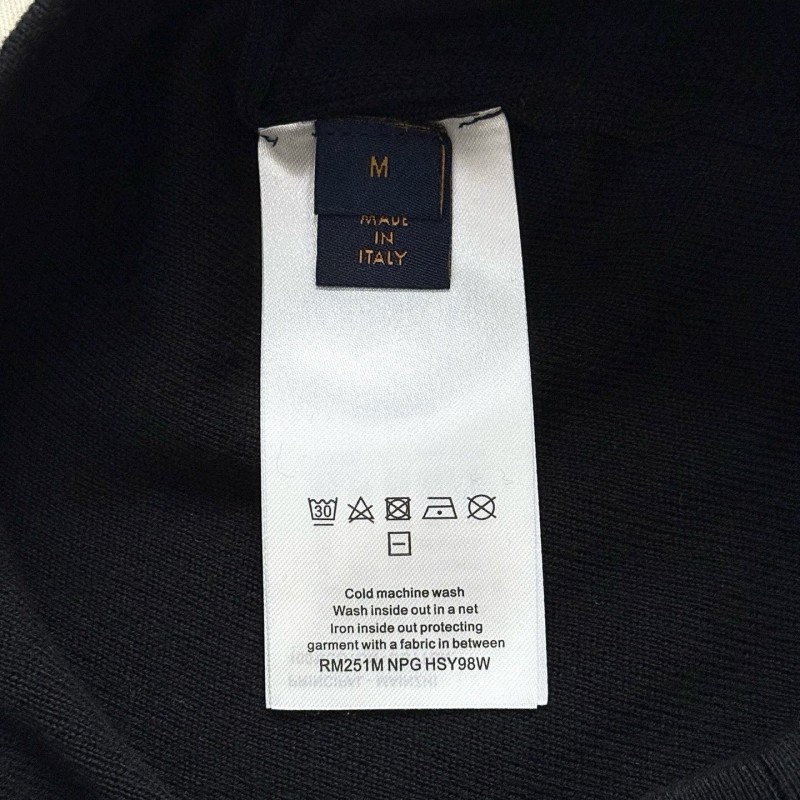 M
MADE
IN
ITALY
30
Cold machine wash
Wash inside out in a net
Iron inside out protecting
garment with a fabric in between
RM251M NPG HSY98W